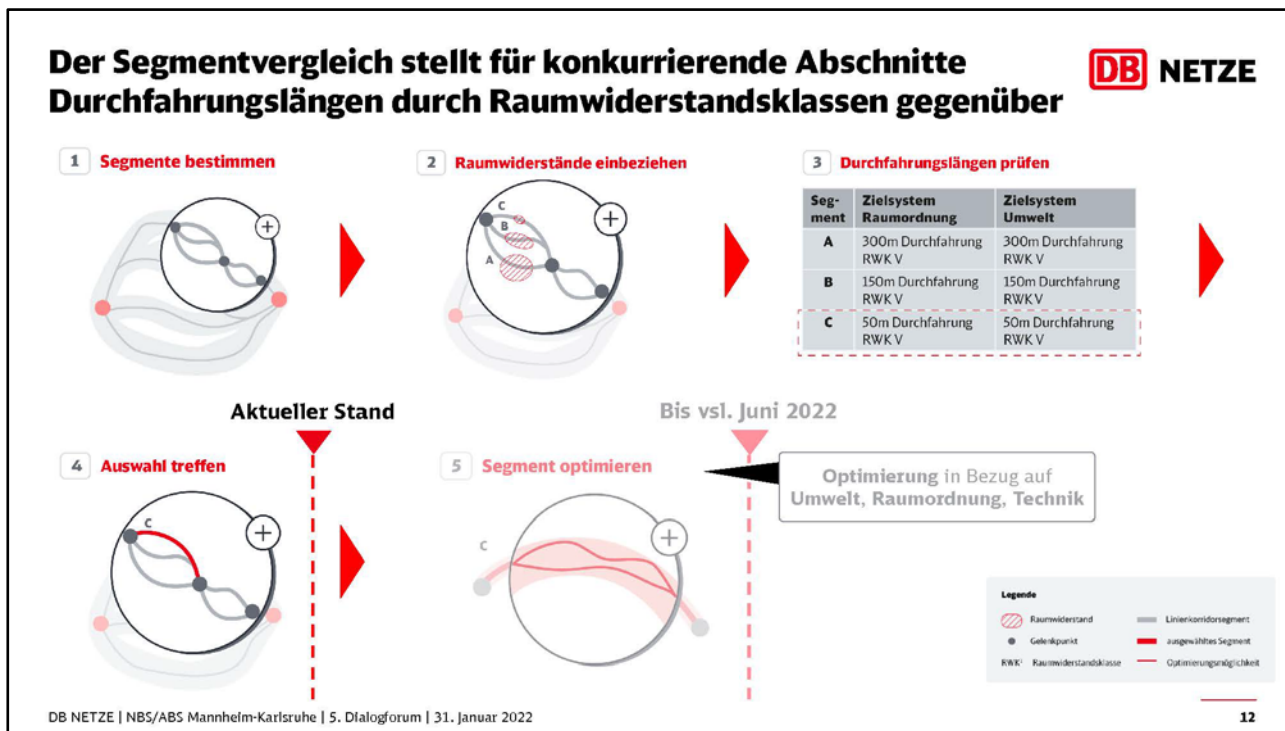 Der Segmentvergleich stellt für konkurrierende Abschnitte
Durchfahrungslängen durch Raumwiderstandsklassen gegenüber
DB NETZE
1 Segmente bestimmen
2 Raumwiderstände einbeziehen
C
B
A
3 Durchfahrungslängen prüfen
Seg-
ment
Zielsystem
Raumordnung
Zielsystem
Umwelt
A
300m Durchfahrung
RWK V
300m Durchfahrung
RWK V
B
150m Durchfahrung
RWK V
150m Durchfahrung
RWK V
C
50m Durchfahrung
RWK V
50m Durchfahrung
RWK V
Aktueller Stand
Bis vsl. Juni 2022
4 Auswahl treffen
C
5 Segment optimieren
C
Optimierung in Bezug auf
Umwelt, Raumordnung, Technik
Legende
Raumwiderstand
Linienkorridorsegment
Gelenkpunkt
ausgewähltes Segment
RWK¹ Raumwiderstandsklasse
Optimierungsmöglichkeit
DB NETZE | NBS/ABS Mannheim-Karlsruhe | 5. Dialogforum | 31. Januar 2022
12